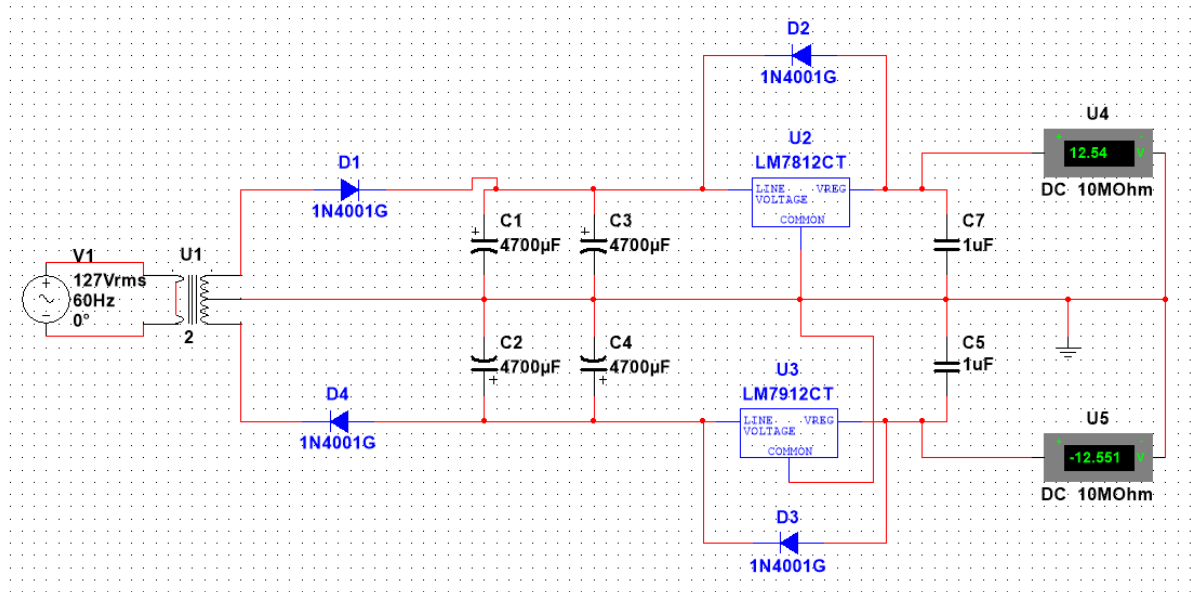 D2
1N4001G
U4
12.54
V
DC 10MOhm
U2
LM7812CT
LINE VREG
VOLTAGE
COMMON
D1
1N4001G
C1
4700µF
C3
4700µF
C7
1uF
V1
127Vrms
60Hz
0°
U1
2
C2
4700µF
C4
4700µF
C5
1uF
U3
LM7912CT
LINE VREG
VOLTAGE
COMMON
D4
1N4001G
U5
-12.551
V
DC 10MOhm
D3
1N4001G